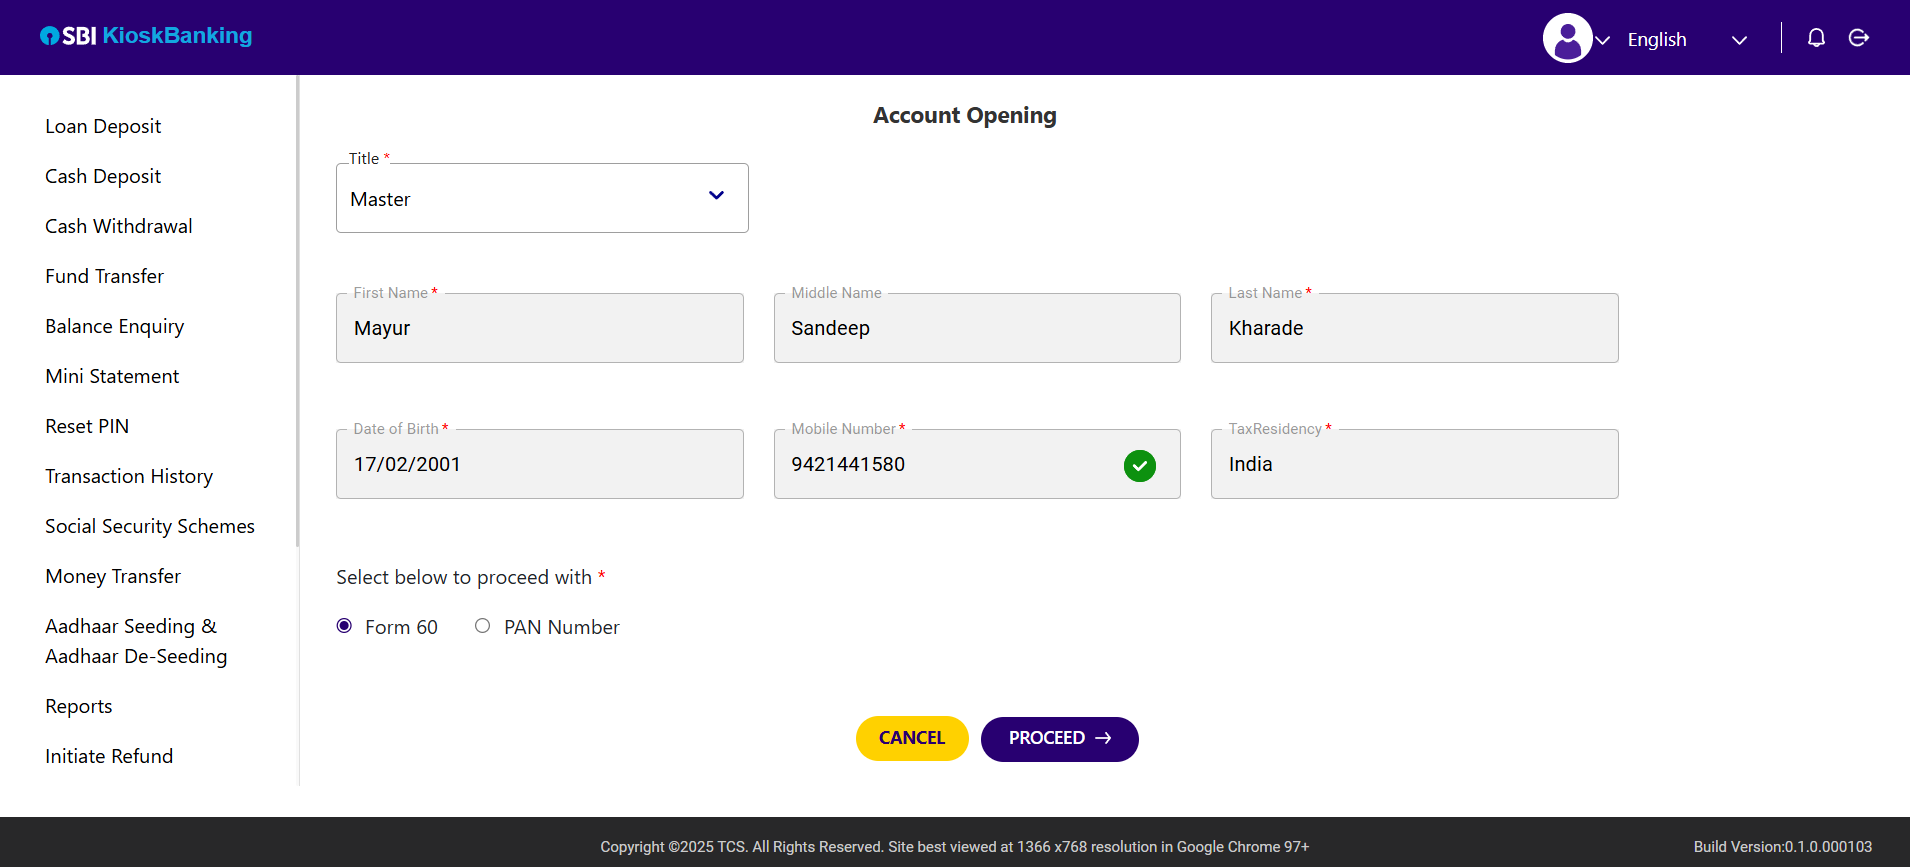 SBI KioskBanking
English
Loan Deposit
Cash Deposit
Cash Withdrawal
Fund Transfer
Balance Enquiry
Mini Statement
Reset PIN
Transaction History
Social Security Schemes
Money Transfer
Aadhaar Seeding &
Aadhaar De-Seeding
Reports
Initiate Refund
Account Opening
Title *
Master
First Name *
Mayur
Middle Name
Sandeep
Last Name *
Kharade
Date of Birth *
17/02/2001
Mobile Number *
9421441580
TaxResidency *
India
Select below to proceed with *
Form 60
PAN Number
CANCEL
PROCEED →
Copyright ©2025 TCS. All Rights Reserved. Site best viewed at 1366 x768 resolution in Google Chrome 97+
Build Version:0.1.0.000103